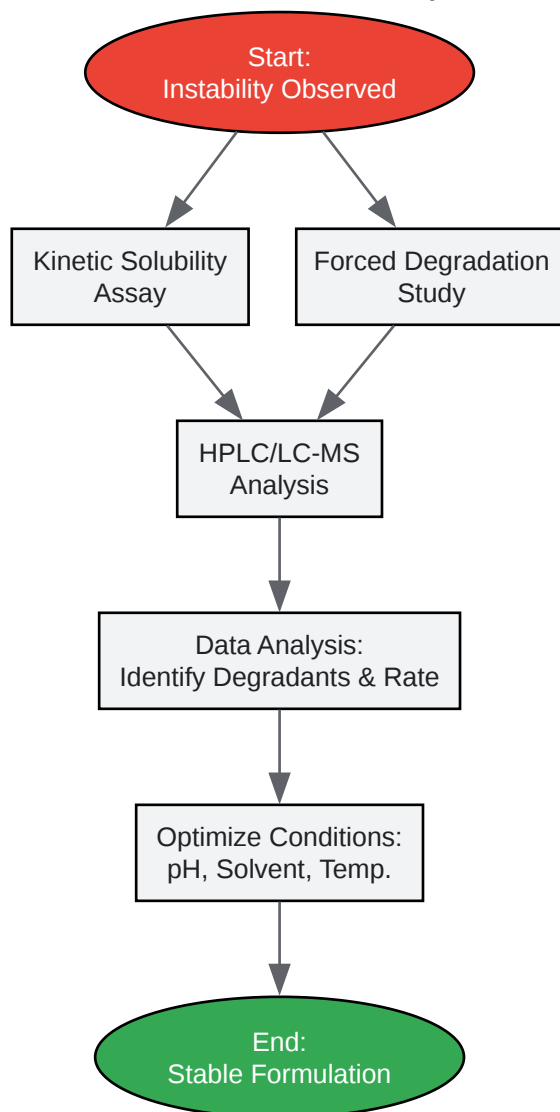 Start:
Instability Observed
Kinetic Solubility
Assay
Forced Degradation
Study
HPLC/LC-MS
Analysis
Data Analysis:
Identify Degradants & Rate
Optimize Conditions:
pH, Solvent, Temp.
End:
Stable Formulation